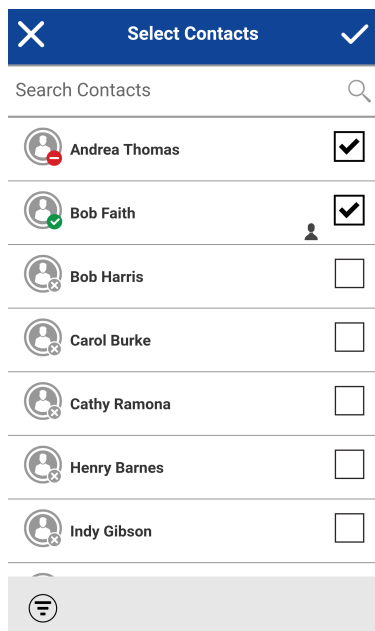 Select Contacts
Search Contacts
Andrea Thomas
Bob Faith
Bob Harris
Carol Burke
Cathy Ramona
Henry Barnes
Indy Gibson